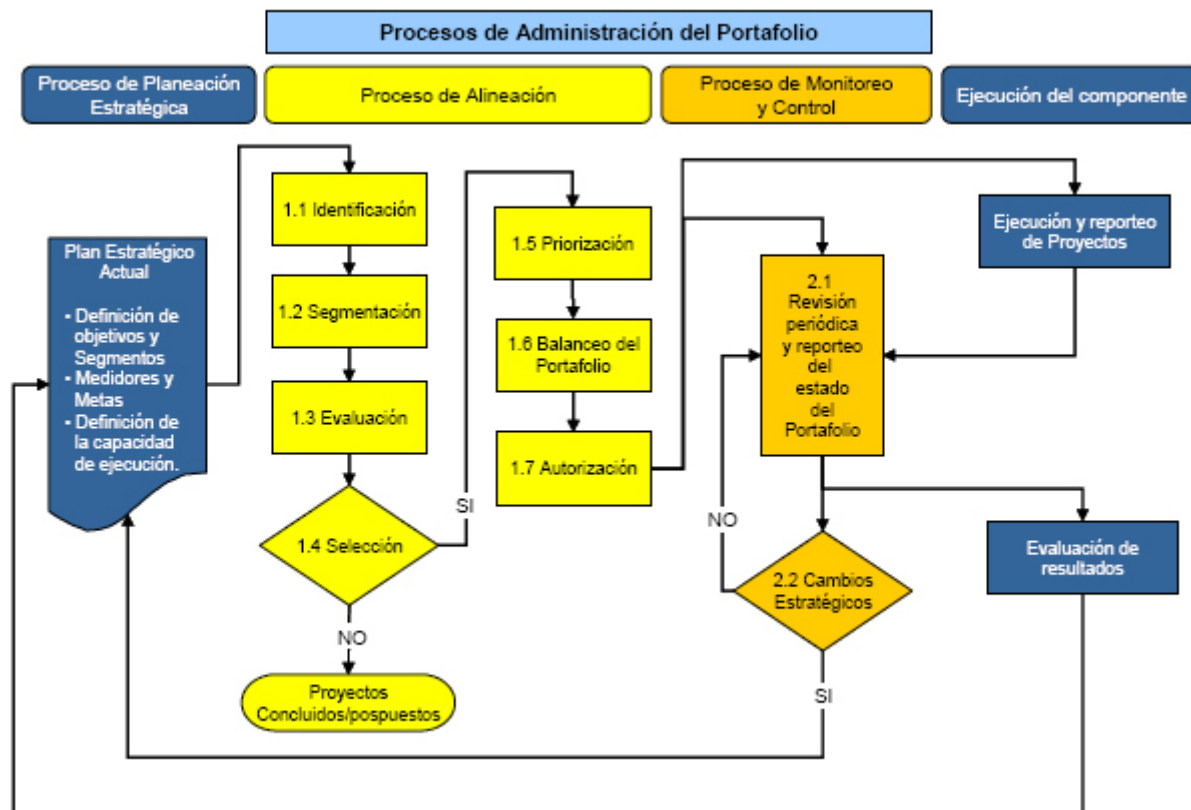 Procesos de Administración del Portafolio
Proceso de Planeación
Estratégica
Proceso de Alineación
Proceso de Monitoreo
y Control
Ejecución del componente
Plan Estratégico
Actual
• Definición de
objetivos y
Segmentos
• Medidores y
Metas
• Definición de
la capacidad
de ejecución.
1.1 Identificación
1.2 Segmentación
1.3 Evaluación
1.4 Selección
SI
NO
Proyectos
Concluidos/pospuestos
1.5 Priorización
1.6 Balanceo del
Portafolio
1.7 Autorización
2.1
Revisión
periódica
y reporteo
del
estado
del
Portafolio
NO
2.2 Cambios
Estratégicos
SI
Ejecución y reporteo
de Proyectos
Evaluación de
resultados